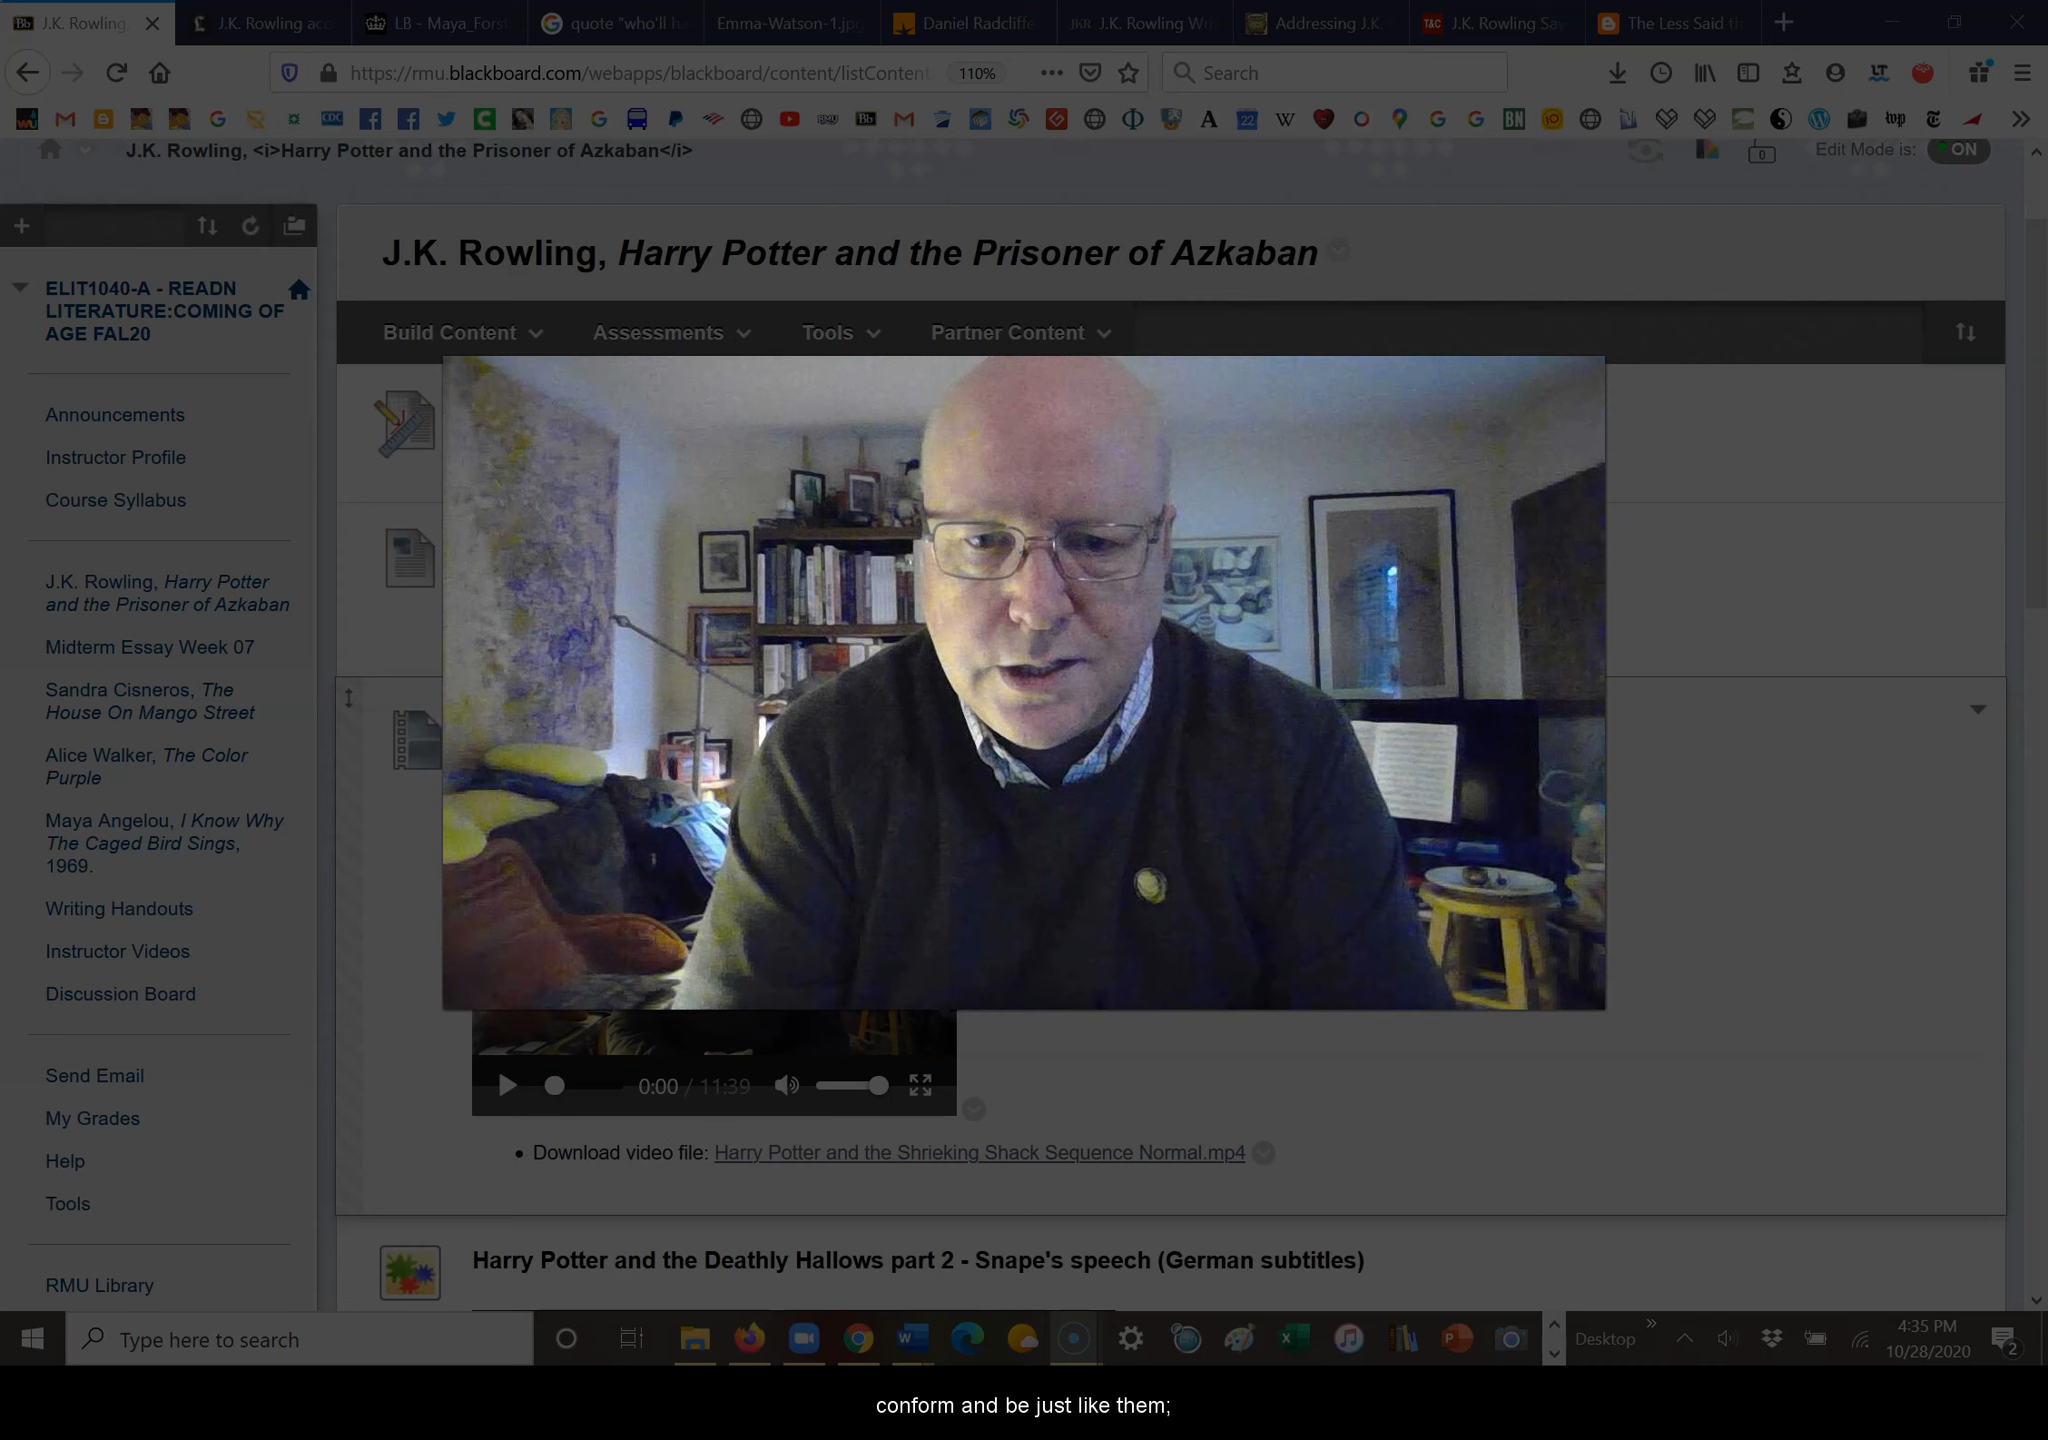 J.K. Rowling,
J.K. Rowling acc
LB - Maya_Forst
quote "who'll ha
Emma-Watson-1.jpg
Daniel Radcliffe
J.K. Rowling Wri
Addressing J.K.
J.K. Rowling Say
The Less Said th
https://rmu.blackboard.com/webapps/blackboard/content/listContent
110%
Search
J.K. Rowling, <i>Harry Potter and the Prisoner of Azkaban</i>
0
Edit Mode is:
ON
J.K. Rowling, Harry Potter and the Prisoner of Azkaban
ELIT1040-A - READN
LITERATURE:COMING OF
AGE FAL20
Build Content
Assessments
Tools
Partner Content
Announcements
Instructor Profile
Course Syllabus
J.K. Rowling, Harry Potter
and the Prisoner of Azkaban
Midterm Essay Week 07
Sandra Cisneros, The
House On Mango Street
Alice Walker, The Color
Purple
Maya Angelou, I Know Why
The Caged Bird Sings,
1969.
Writing Handouts
Instructor Videos
Discussion Board
Send Email
My Grades
Help
Tools
RMU Library
0:00 / 11:39
Download video file: Harry Potter and the Shrieking Shack Sequence Normal.mp4
Harry Potter and the Deathly Hallows part 2 - Snape's speech (German subtitles)
Type here to search
Desktop
4:35 PM
10/28/2020
2
conform and be just like them;